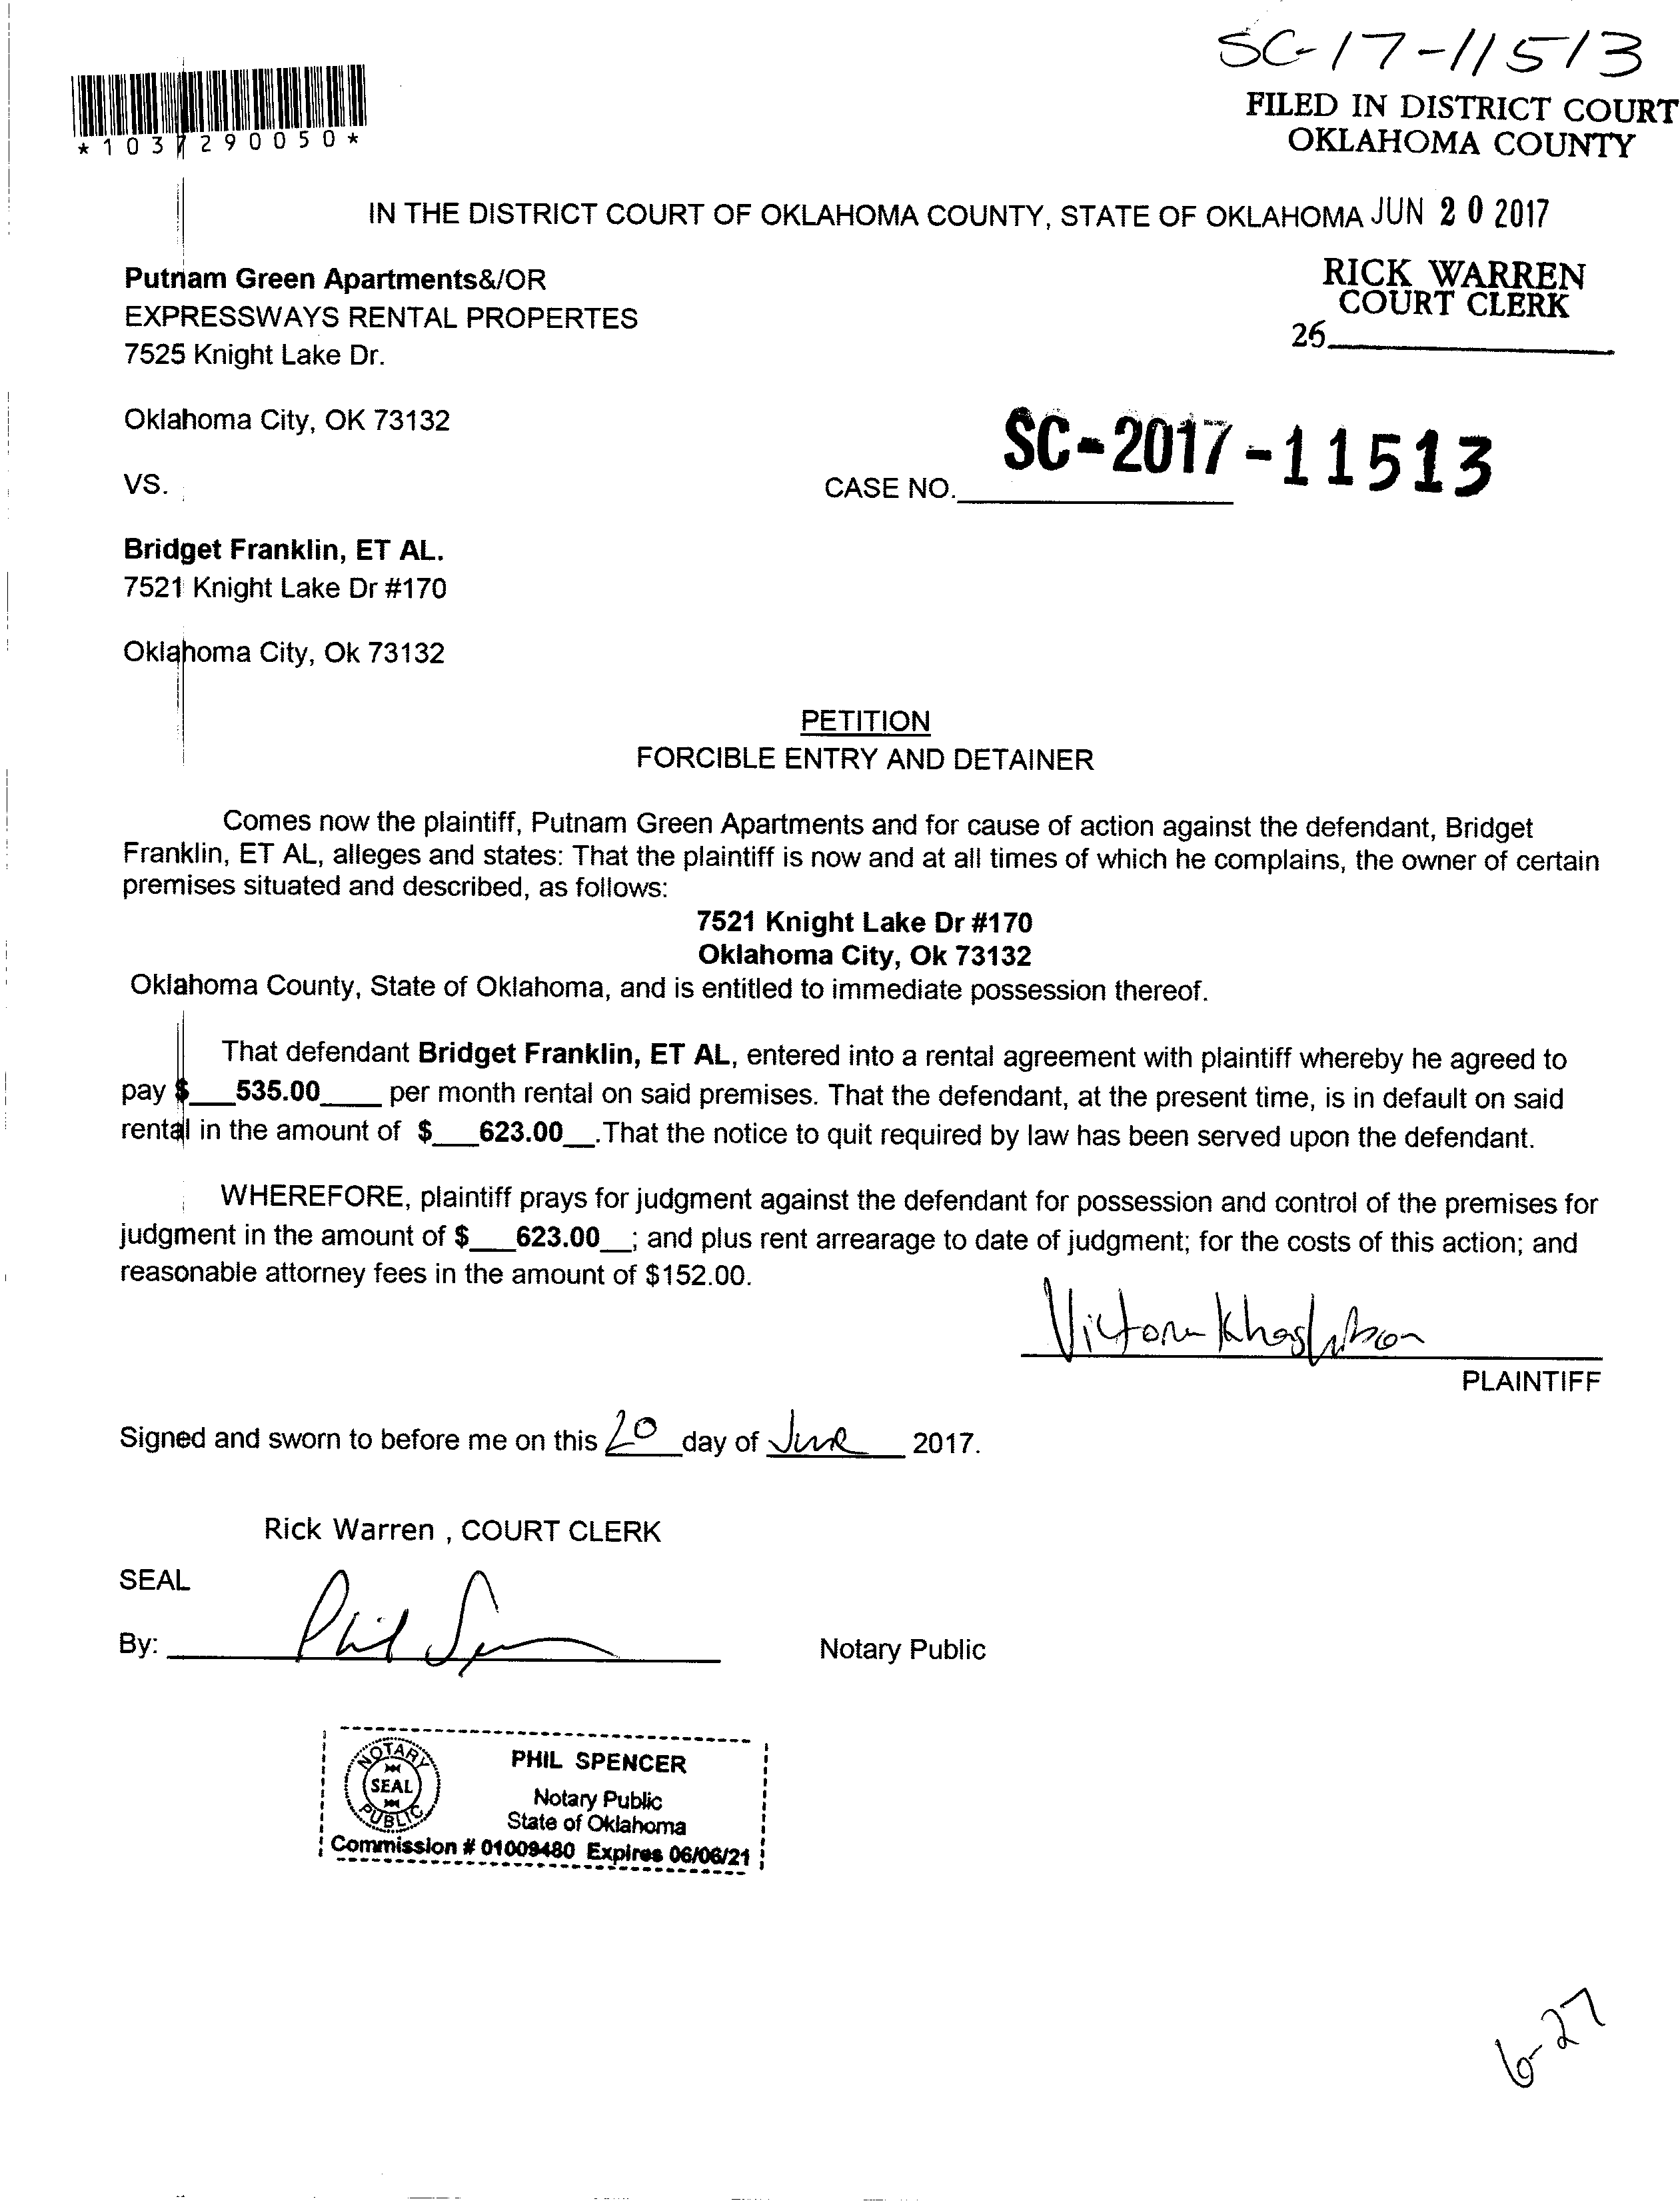 SC-17-11513
FILED IN DISTRICT COURT
OKLAHOMA COUNTY
*1037290050*
IN THE DISTRICT COURT OF OKLAHOMA COUNTY, STATE OF OKLAHOMA JUN 20 2017
Putnam Green Apartments&/OR
EXPRESSWAYS RENTAL PROPERTES
7525 Knight Lake Dr.
RICK WARREN
COURT CLERK
26
Oklahoma City, OK 73132
VS.
CASE NO. SC-2017-11513
Bridget Franklin, ET AL.
7521 Knight Lake Dr #170
Oklahoma City, Ok 73132
PETITION
FORCIBLE ENTRY AND DETAINER
Comes now the plaintiff, Putnam Green Apartments and for cause of action against the defendant, Bridget
Franklin, ET AL, alleges and states: That the plaintiff is now and at all times of which he complains, the owner of certain
premises situated and described, as follows:
7521 Knight Lake Dr #170
Oklahoma City, Ok 73132
Oklahoma County, State of Oklahoma, and is entitled to immediate possession thereof.
That defendant Bridget Franklin, ET AL, entered into a rental agreement with plaintiff whereby he agreed to
pay $___535.00____ per month rental on said premises. That the defendant, at the present time, is in default on said
rental in the amount of $___623.00__.That the notice to quit required by law has been served upon the defendant.
WHEREFORE, plaintiff prays for judgment against the defendant for possession and control of the premises for
judgment in the amount of $___623.00__; and plus rent arrearage to date of judgment; for the costs of this action; and
reasonable attorney fees in the amount of $152.00.
PLAINTIFF
Signed and sworn to before me on this 20 day of June 2017.
Rick Warren , COURT CLERK
SEAL
By: Phil Notary Public
NOTARY
SEAL
PUBLIC
PHIL SPENCER
Notary Public
State of Oklahoma
Commission # 01009480 Expires 06/06/21
6-27